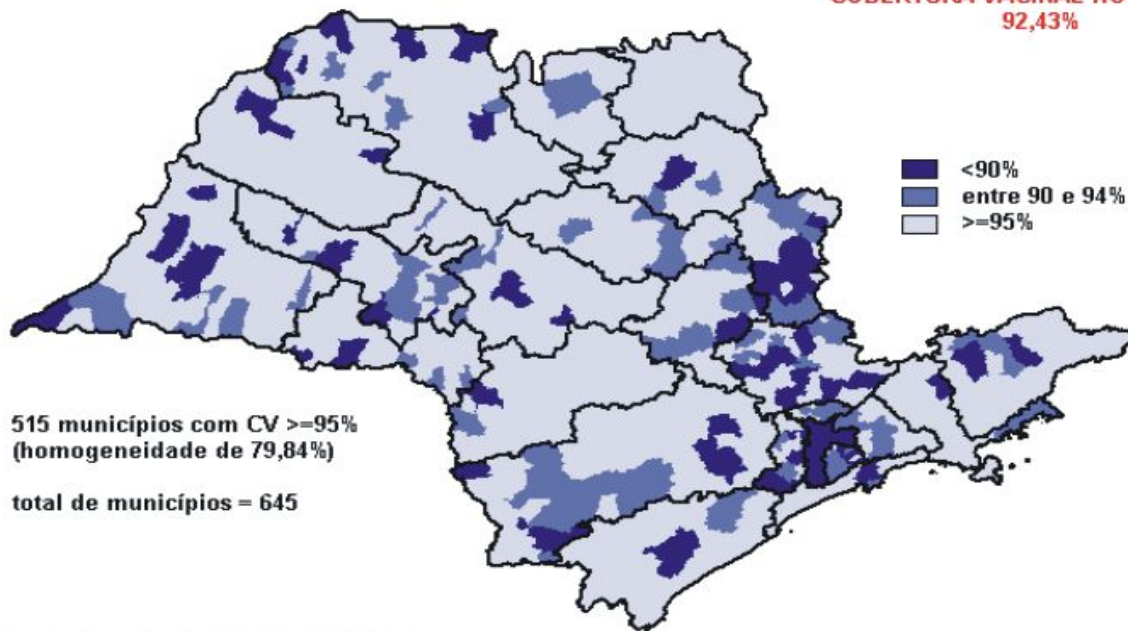 92,43%
<90%
entre 90 e 94%
>=95%
515 municípios com CV >=95%
(homogeneidade de 79,84%)
total de municípios = 645